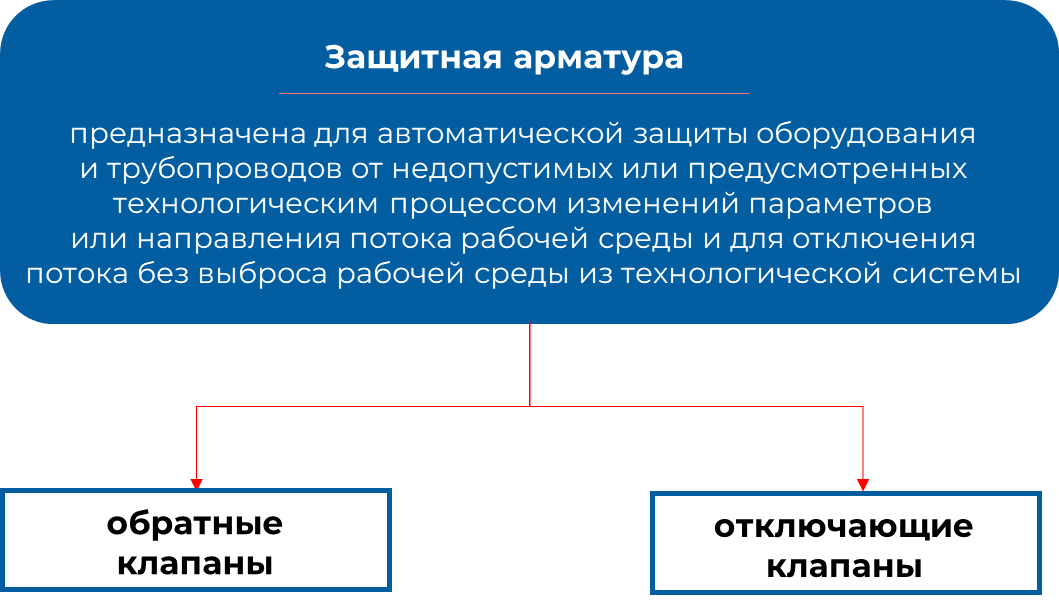 Защитная арматура
предназначена для автоматической защиты оборудования
и трубопроводов от недопустимых или предусмотренных
технологическим процессом изменений параметров
или направления потока рабочей среды и для отключения
потока без выброса рабочей среды из технологической системы
обратные
клапаны
отключающие
клапаны